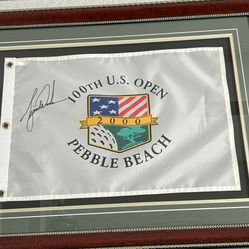 100TH U.S. OPEN
2000
PEBBLE BEACH